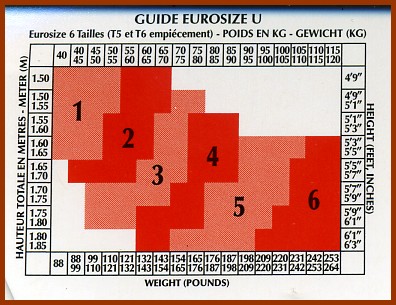 GUIDE EUROSIZE U
Eurosize 6 Tailles (T5 et T6 empiécement) - POIDS EN KG - GEWICHT (KG)
40 40 45 50 55 60 65 70 75 80 85 90 95 100 105 110 115
45 50 55 60 65 70 75 80 85 90 95 100 105 110 115 120
HAUTEUR TOTALE EN METRES - METER (M)
1.50 4'9"
1.50 4'9"
1.55 5'1"
1.55 5'1"
1.60 5'3"
1.60 5'3"
1.65 5'5"
1.65 5'5"
1.70 5'7"
1.70 5'7"
1.75 5'9"
1.75 5'9"
1.80 6'1"
1.80 6'1"
1.85 6'3"
HEIGHT (FEET, INCHES)
1
2
3
4
5
6
88 88 99 110 121 132 143 154 165 176 187 198 209 220 231 242 253
99 110 121 132 143 154 165 176 187 198 209 220 231 242 253 264
WEIGHT (POUNDS)